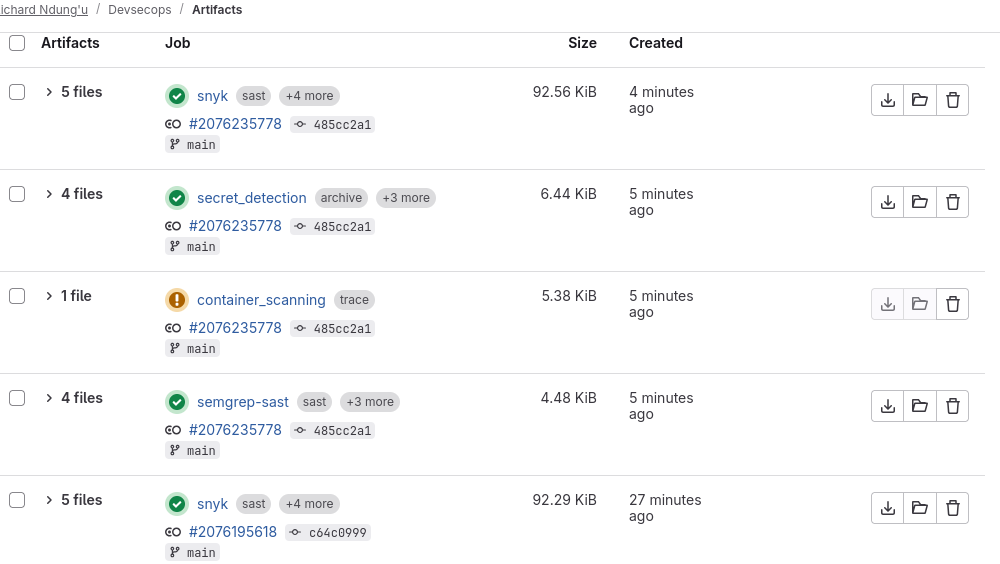 ichard Ndung'u / Devsecops / Artifacts
Artifacts Job Size Created
5 files snyk sast +4 more 92.56 KiB 4 minutes ago
#2076235778 485cc2a1
main
4 files secret_detection archive +3 more 6.44 KiB 5 minutes ago
#2076235778 485cc2a1
main
1 file container_scanning trace 5.38 KiB 5 minutes ago
#2076235778 485cc2a1
main
4 files semgrep-sast sast +3 more 4.48 KiB 5 minutes ago
#2076235778 485cc2a1
main
5 files snyk sast +4 more 92.29 KiB 27 minutes ago
#2076195618 c64c0999
main